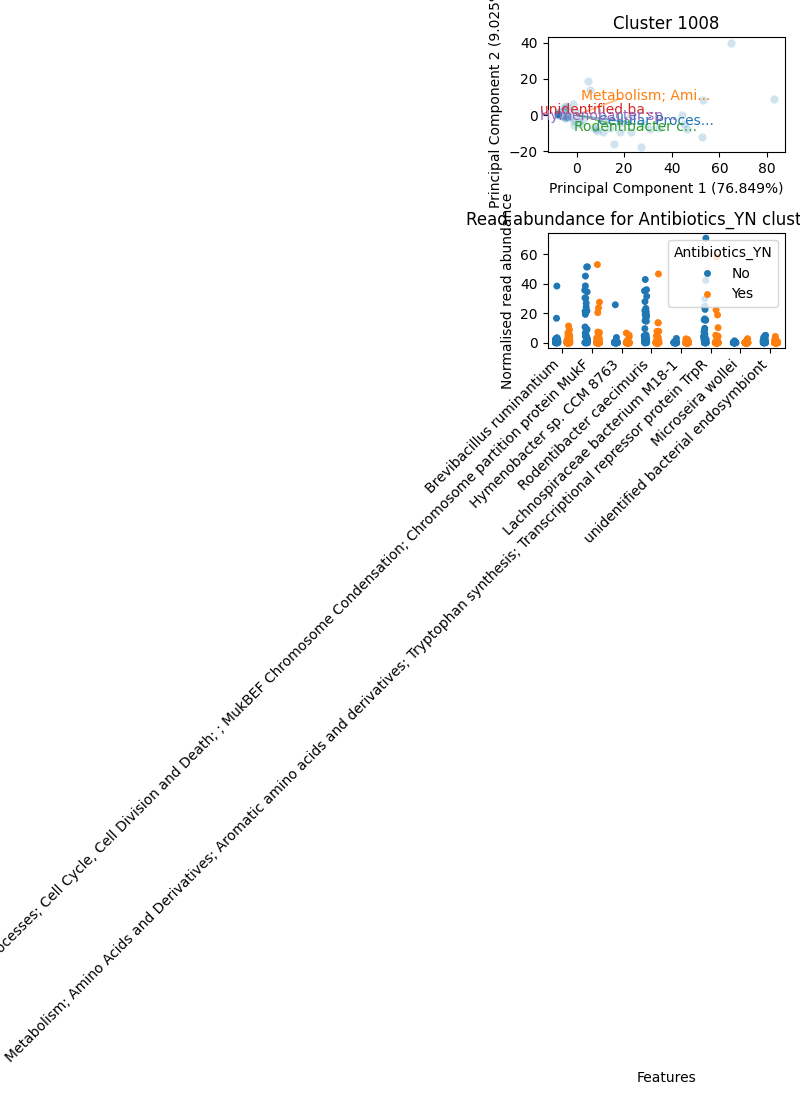 Cluster 1008
Principal Component 2 (9.025%
40
20
0
−20
Metabolism; Ami...
unidentified ba...
Hymenobacter sp...
Cellular Proces...
Rodentibacter c...
0 20 40 60 80
Principal Component 1 (76.849%)
Read abundance for Antibiotics_YN clust
Normalised read abundance
60
40
20
0
Antibiotics_YN
No
Yes
Brevibacillus ruminantium
ocesses; Cell Cycle, Cell Division and Death; ; MukBEF Chromosome Condensation; Chromosome partition protein MukF
Hymenobacter sp. CCM 8763
Rodentibacter caecimuris
Lachnospiraceae bacterium M18-1
Metabolism; Amino Acids and Derivatives; Aromatic amino acids and derivatives; Tryptophan synthesis; Transcriptional repressor protein TrpR
Microseira wollei
unidentified bacterial endosymbiont
Features